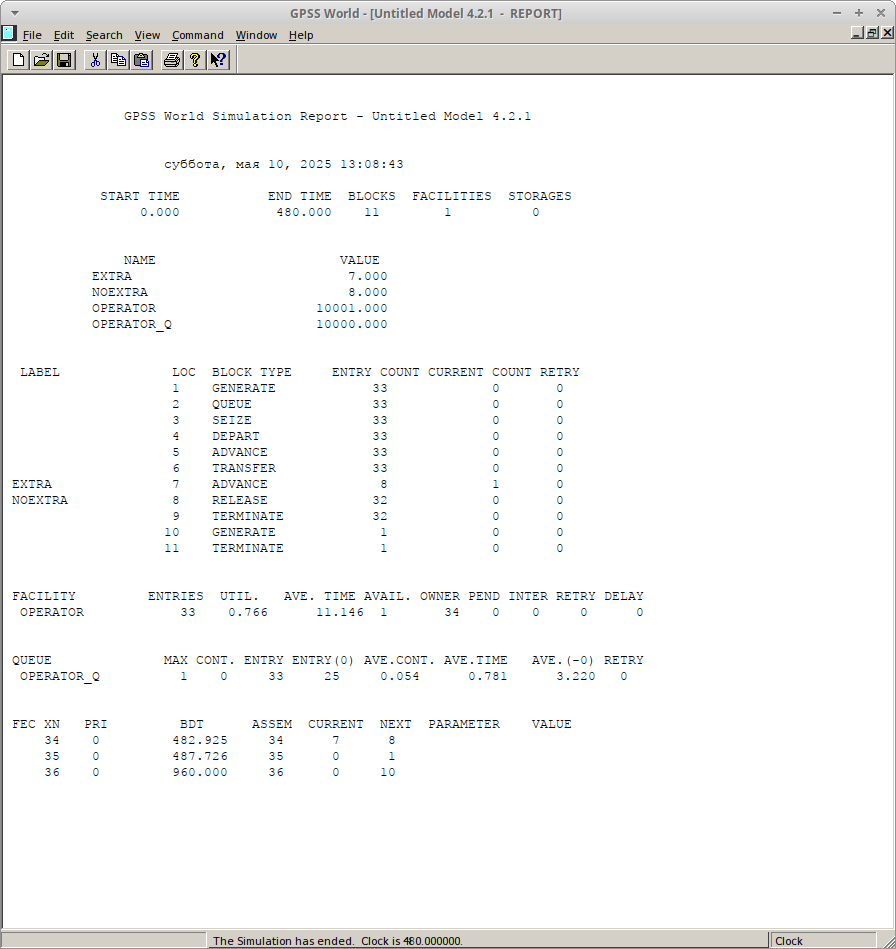 GPSS World - [Untitled Model 4.2.1 - REPORT]
File Edit Search View Command Window Help
GPSS World Simulation Report - Untitled Model 4.2.1
суббота, мая 10, 2025 13:08:43
START TIME END TIME BLOCKS FACILITIES STORAGES
0.000 480.000 11 1 0
NAME VALUE
EXTRA 7.000
NOEXTRA 8.000
OPERATOR 10001.000
OPERATOR_Q 10000.000
LABEL LOC BLOCK TYPE ENTRY COUNT CURRENT COUNT RETRY
1 GENERATE 33 0 0
2 QUEUE 33 0 0
3 SEIZE 33 0 0
4 DEPART 33 0 0
5 ADVANCE 33 0 0
6 TRANSFER 33 0 0
EXTRA 7 ADVANCE 8 1 0
NOEXTRA 8 RELEASE 32 0 0
9 TERMINATE 32 0 0
10 GENERATE 1 0 0
11 TERMINATE 1 0 0
FACILITY ENTRIES UTIL. AVE. TIME AVAIL. OWNER PEND INTER RETRY DELAY
OPERATOR 33 0.766 11.146 1 34 0 0 0 0
QUEUE MAX CONT. ENTRY ENTRY(0) AVE.CONT. AVE.TIME AVE.(-0) RETRY
OPERATOR_Q 1 0 33 25 0.054 0.781 3.220 0
FEC XN PRI BDT ASSEM CURRENT NEXT PARAMETER VALUE
34 0 482.925 34 7 8
35 0 487.726 35 0 1
36 0 960.000 36 0 10
The Simulation has ended. Clock is 480.000000.
Clock